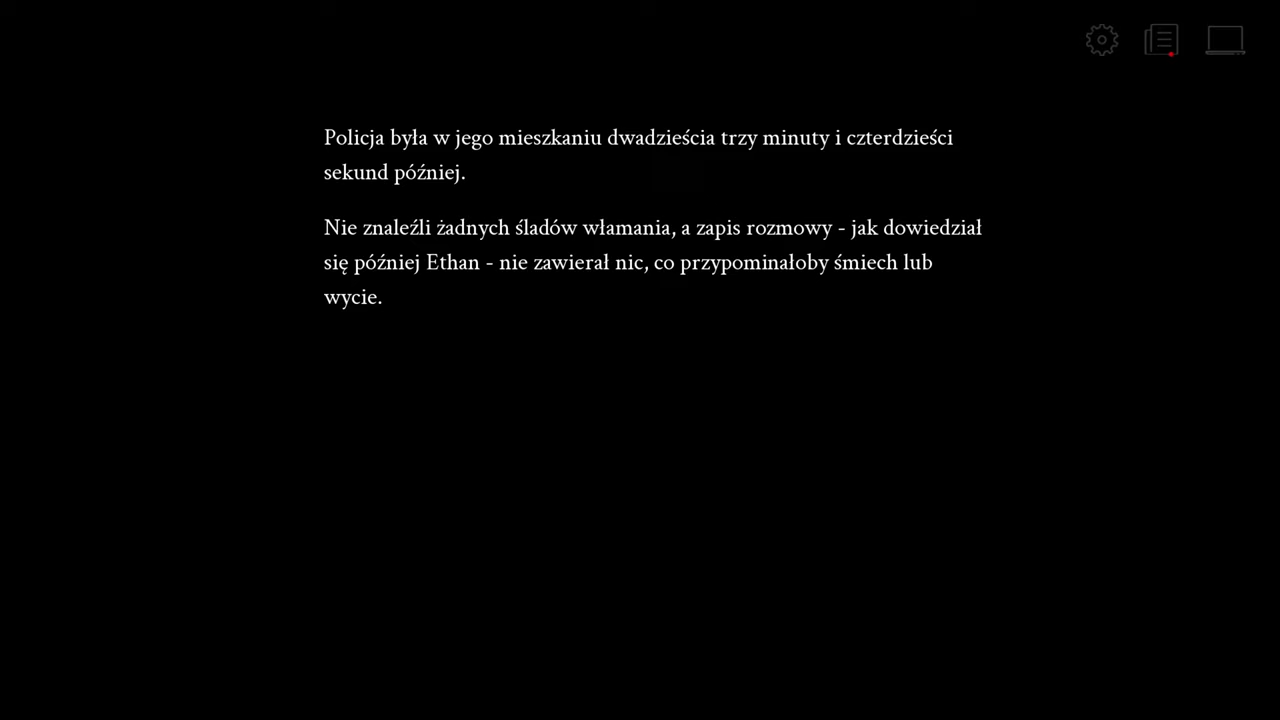 Policja była w jego mieszkaniu dwadzieścia trzy minuty i czterdzieści
sekund później.
Nie znaleźli żadnych śladów włamania, a zapis rozmowy - jak dowiedział
się później Ethan - nie zawierał nic, co przypominałoby śmiech lub
wycie.